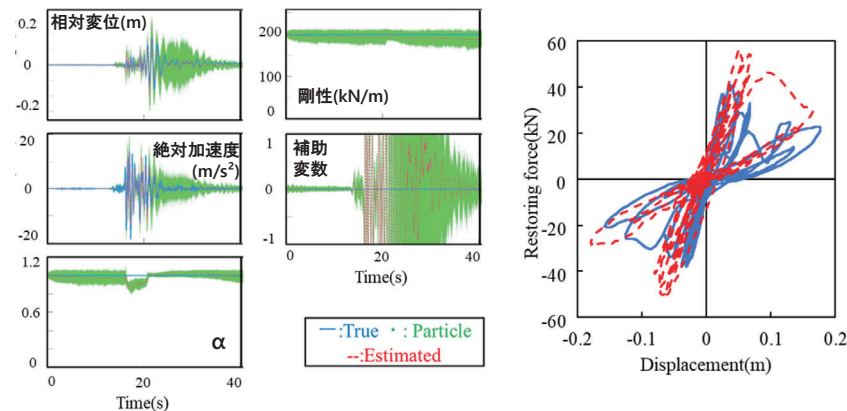 相対変位(m)
0.2
0
-0.2
200
100
0
剛性(kN/m)
20
0
-20
絶対加速度
(m/s²)
1
0
-1
補助
変数
0
20
40
Time(s)
1.2
0.6
0
α
0
20
40
Time(s)
—:True ・: Particle
--:Estimated
Restoring force(kN)
60
40
20
0
-20
-40
-60
-0.2
-0.1
0
0.1
0.2
Displacement(m)